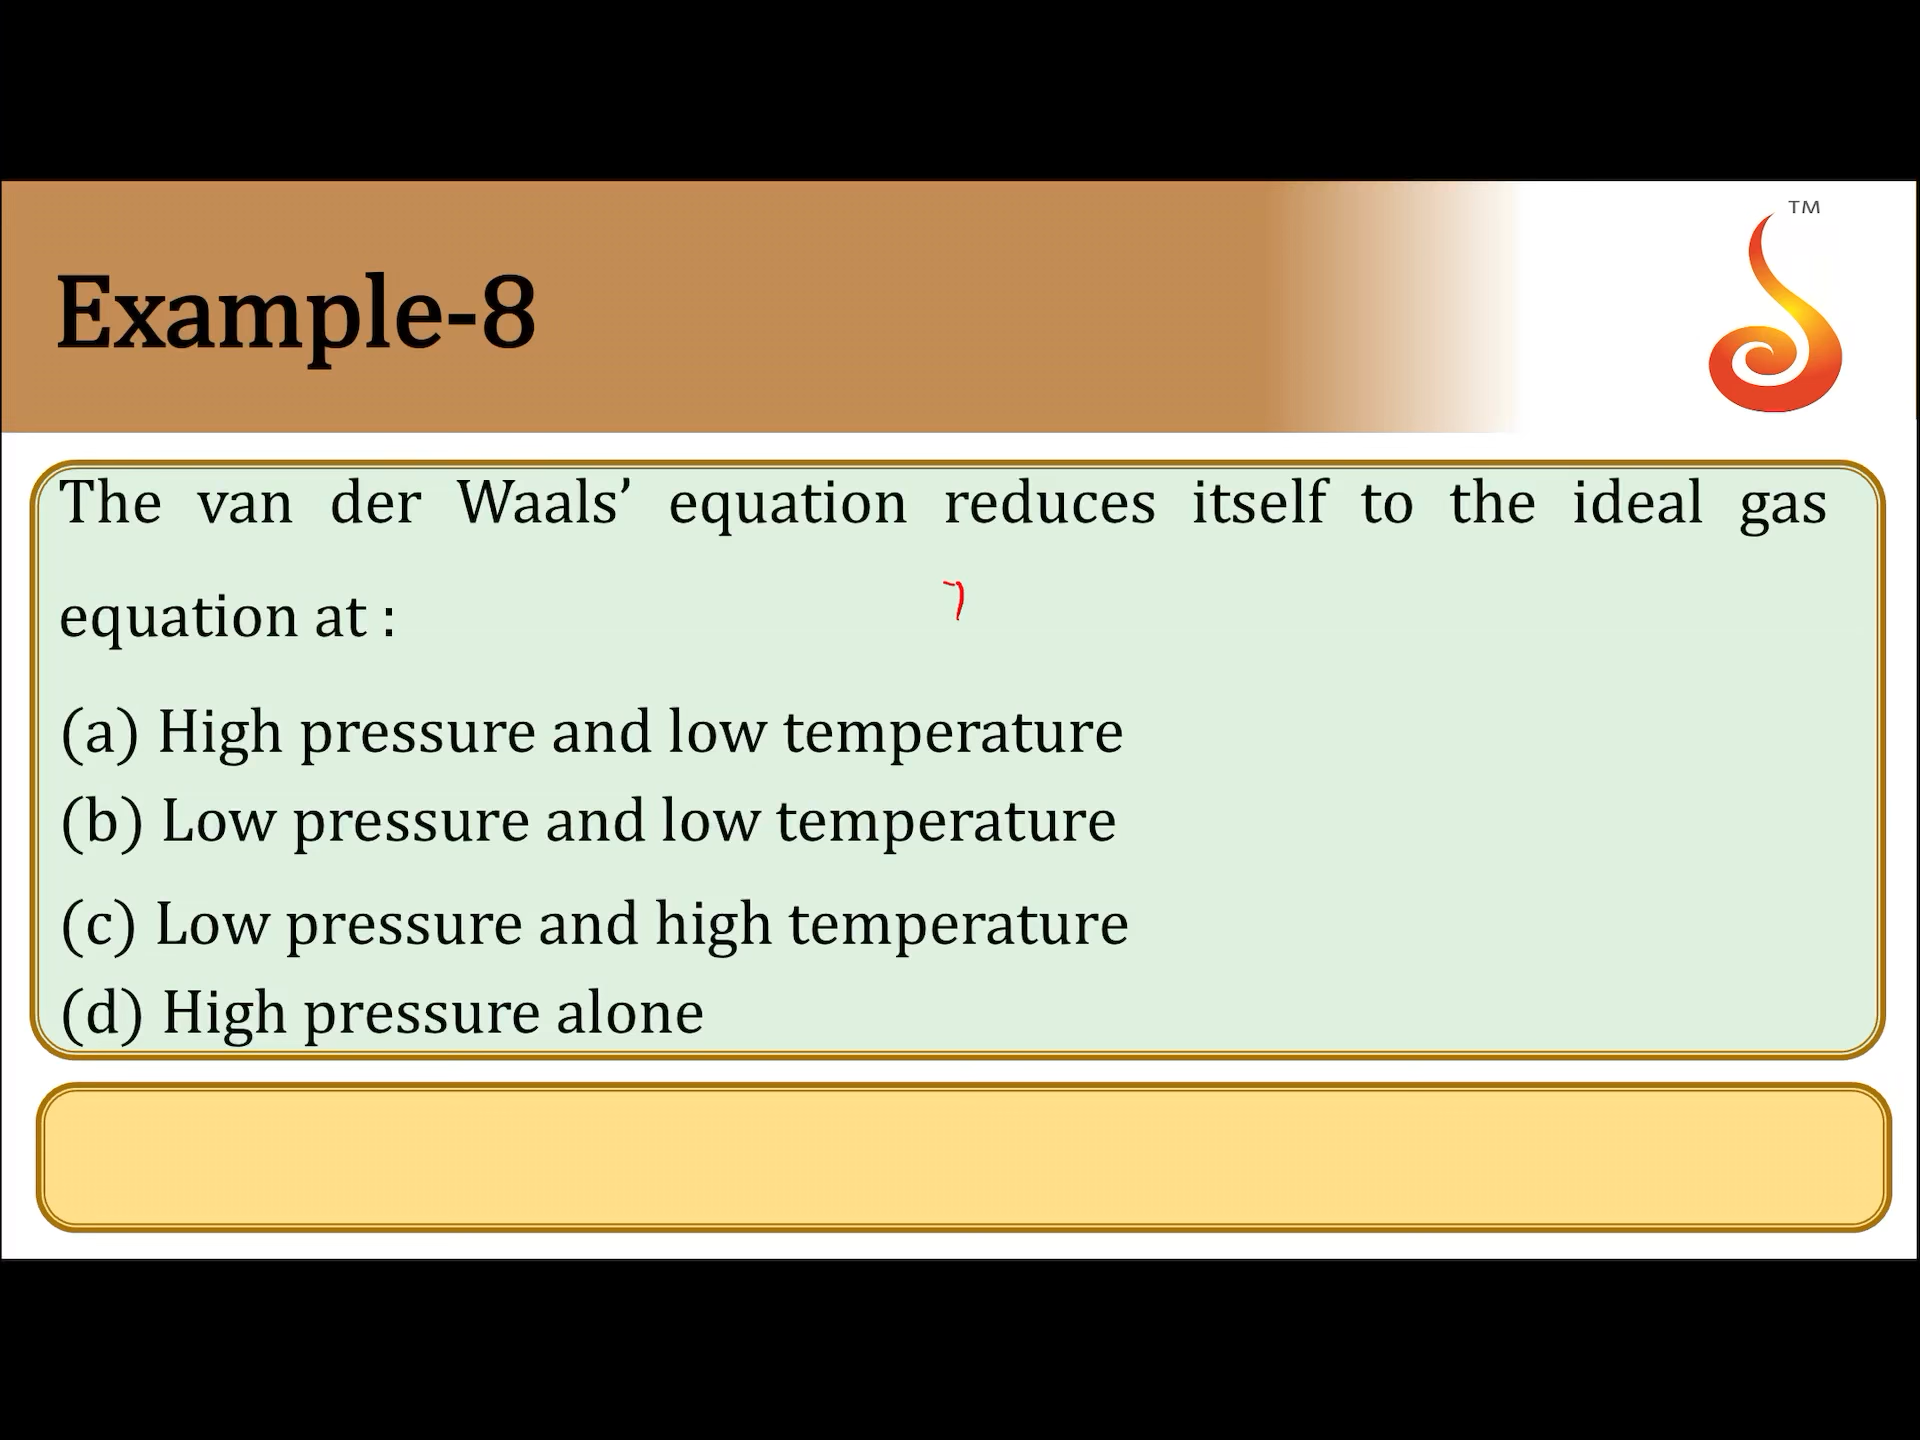 TM
Example-8
The van der Waals’ equation reduces itself to the ideal gas
equation at :
(a) High pressure and low temperature
(b) Low pressure and low temperature
(c) Low pressure and high temperature
(d) High pressure alone